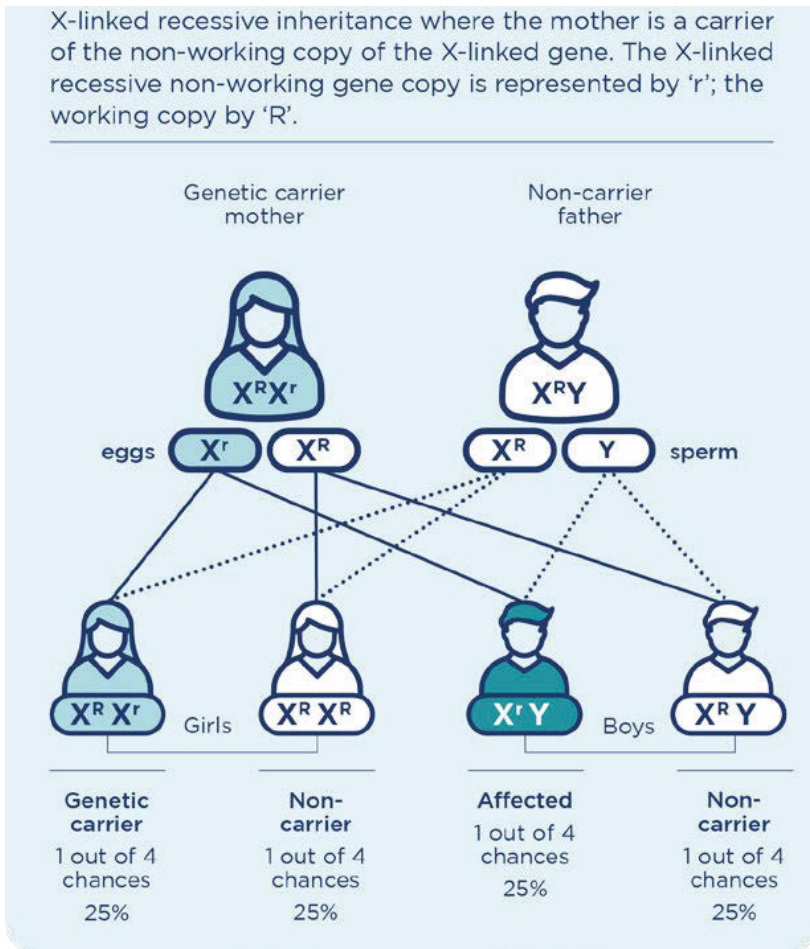 X-linked recessive inheritance where the mother is a carrier
of the non-working copy of the X-linked gene. The X-linked
recessive non-working gene copy is represented by ‘r’; the
working copy by ‘R’.
Genetic carrier
mother
Non-carrier
father
XᴿXʳ
XᴿY
eggs
Xʳ
Xᴿ
Xᴿ
Y
sperm
Xᴿ Xʳ
Girls
Xᴿ Xᴿ
Xʳ Y
Boys
Xᴿ Y
Genetic
carrier
1 out of 4
chances
25%
Non-
carrier
1 out of 4
chances
25%
Affected
1 out of 4
chances
25%
Non-
carrier
1 out of 4
chances
25%